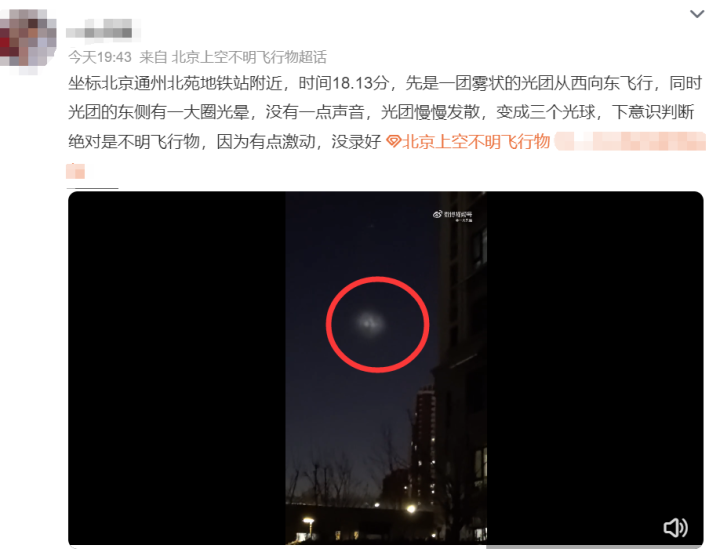 今天19:43 来自 北京上空不明飞行物超话
坐标北京通州北苑地铁站附近，时间18.13分，先是一团雾状的光团从西向东飞行，同时
光团的东侧有一大圈光晕，没有一点声音，光团慢慢发散，变成三个光球，下意识判断
绝对是不明飞行物，因为有点激动，没录好 北京上空不明飞行物